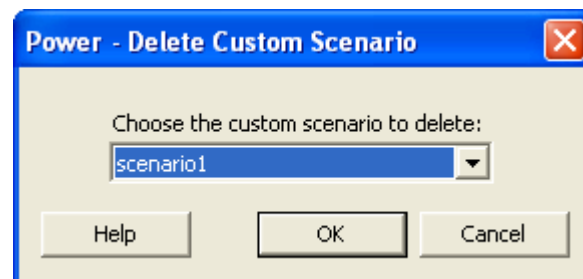 Power - Delete Custom Scenario
Choose the custom scenario to delete:
scenario1
Help OK Cancel